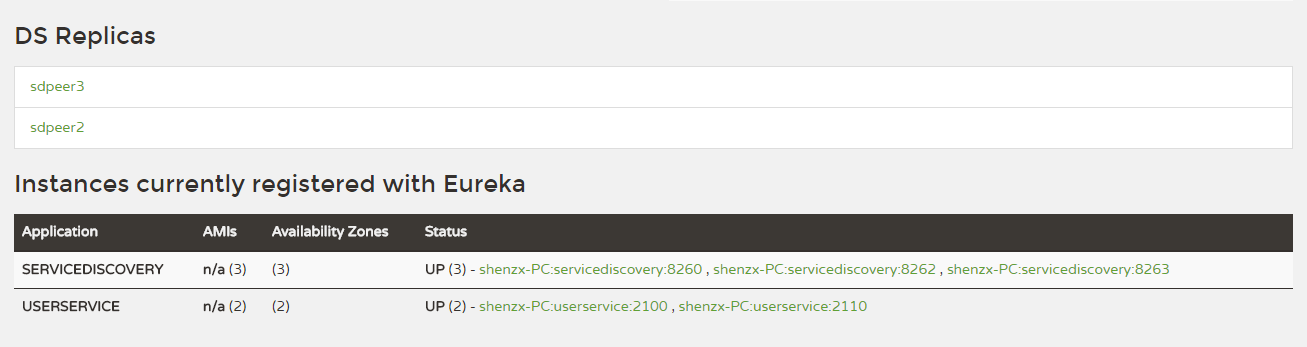 DS Replicas
sdpeer3
sdpeer2
Instances currently registered with Eureka
Application AMIs Availability Zones Status
SERVICEDISCOVERY n/a (3) (3) UP (3) - shenzx-PC:servicediscovery:8260 , shenzx-PC:servicediscovery:8262 , shenzx-PC:servicediscovery:8263
USERSERVICE n/a (2) (2) UP (2) - shenzx-PC:userservice:2100 , shenzx-PC:userservice:2110